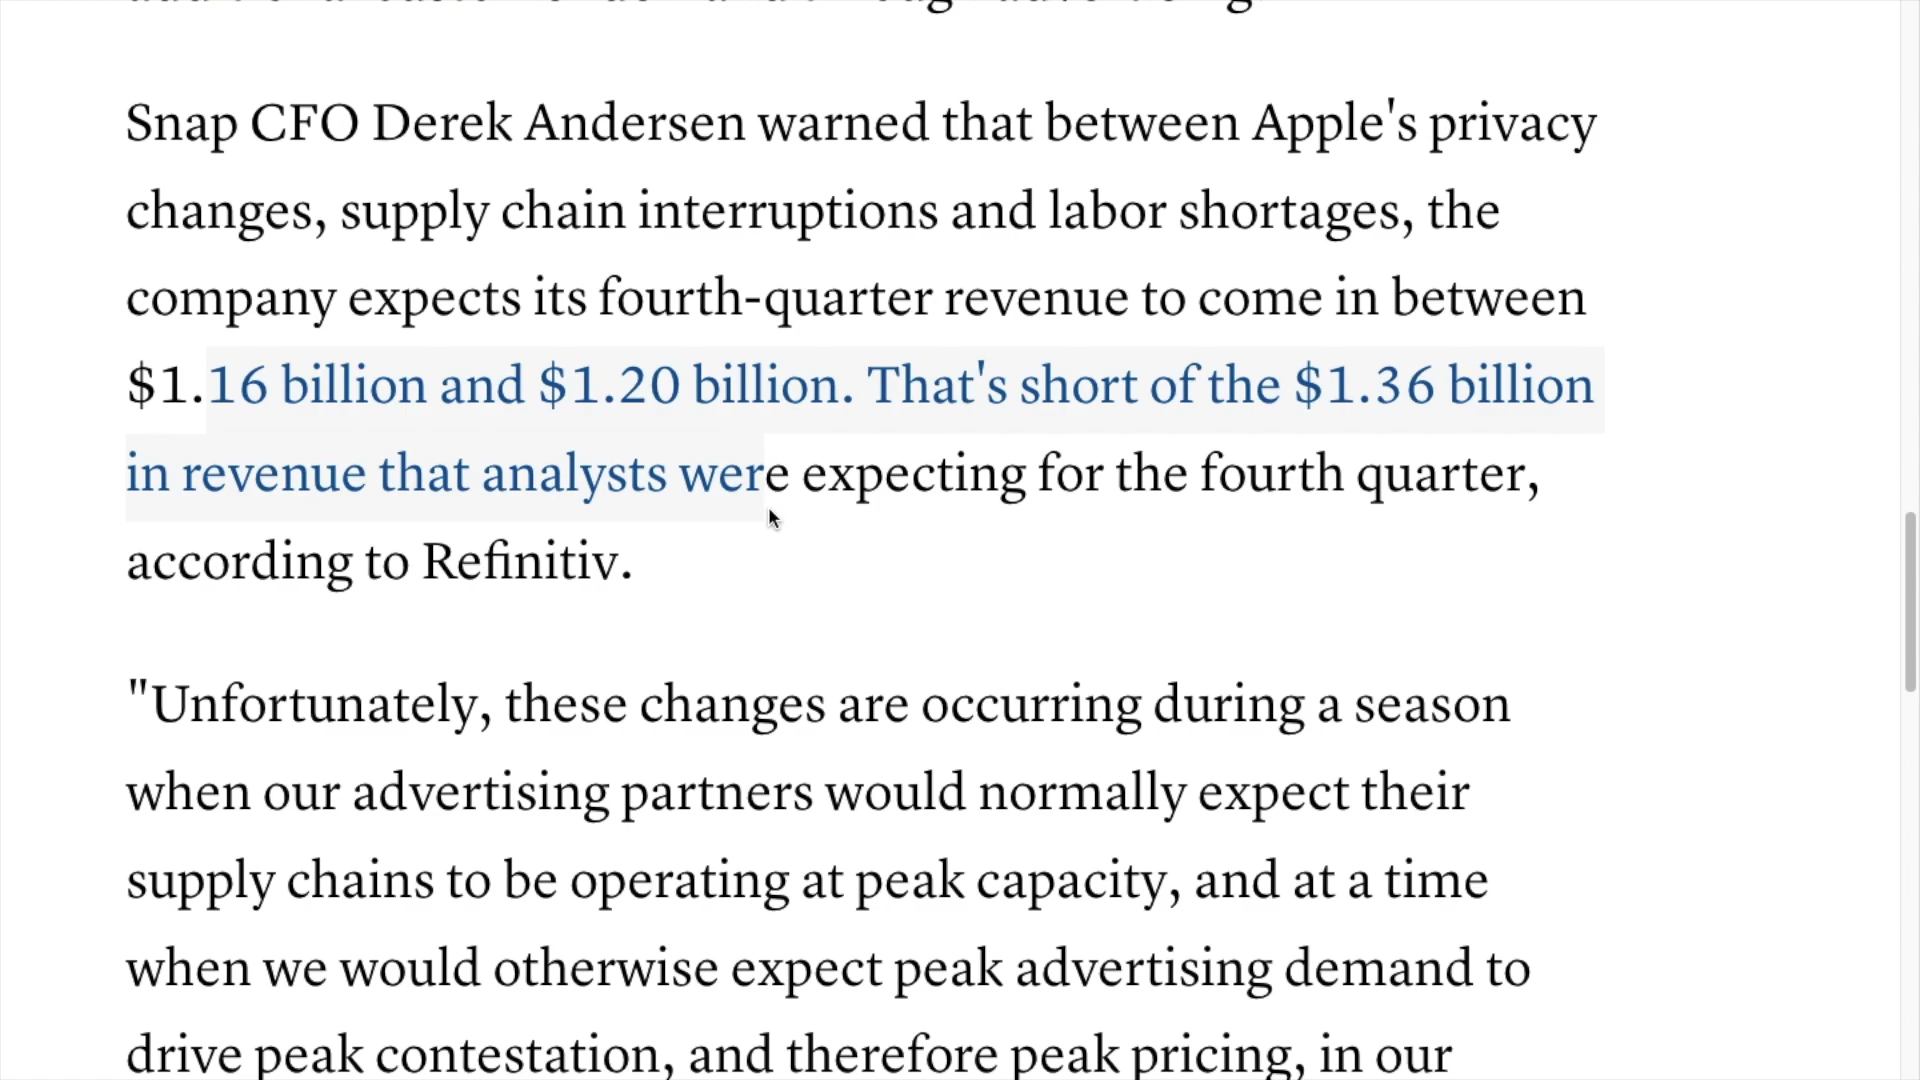 Snap CFO Derek Andersen warned that between Apple's privacy
changes, supply chain interruptions and labor shortages, the
company expects its fourth-quarter revenue to come in between
$1.16 billion and $1.20 billion. That's short of the $1.36 billion
in revenue that analysts were expecting for the fourth quarter,
according to Refinitiv.
"Unfortunately, these changes are occurring during a season
when our advertising partners would normally expect their
supply chains to be operating at peak capacity, and at a time
when we would otherwise expect peak advertising demand to
drive peak contestation, and therefore peak pricing, in our